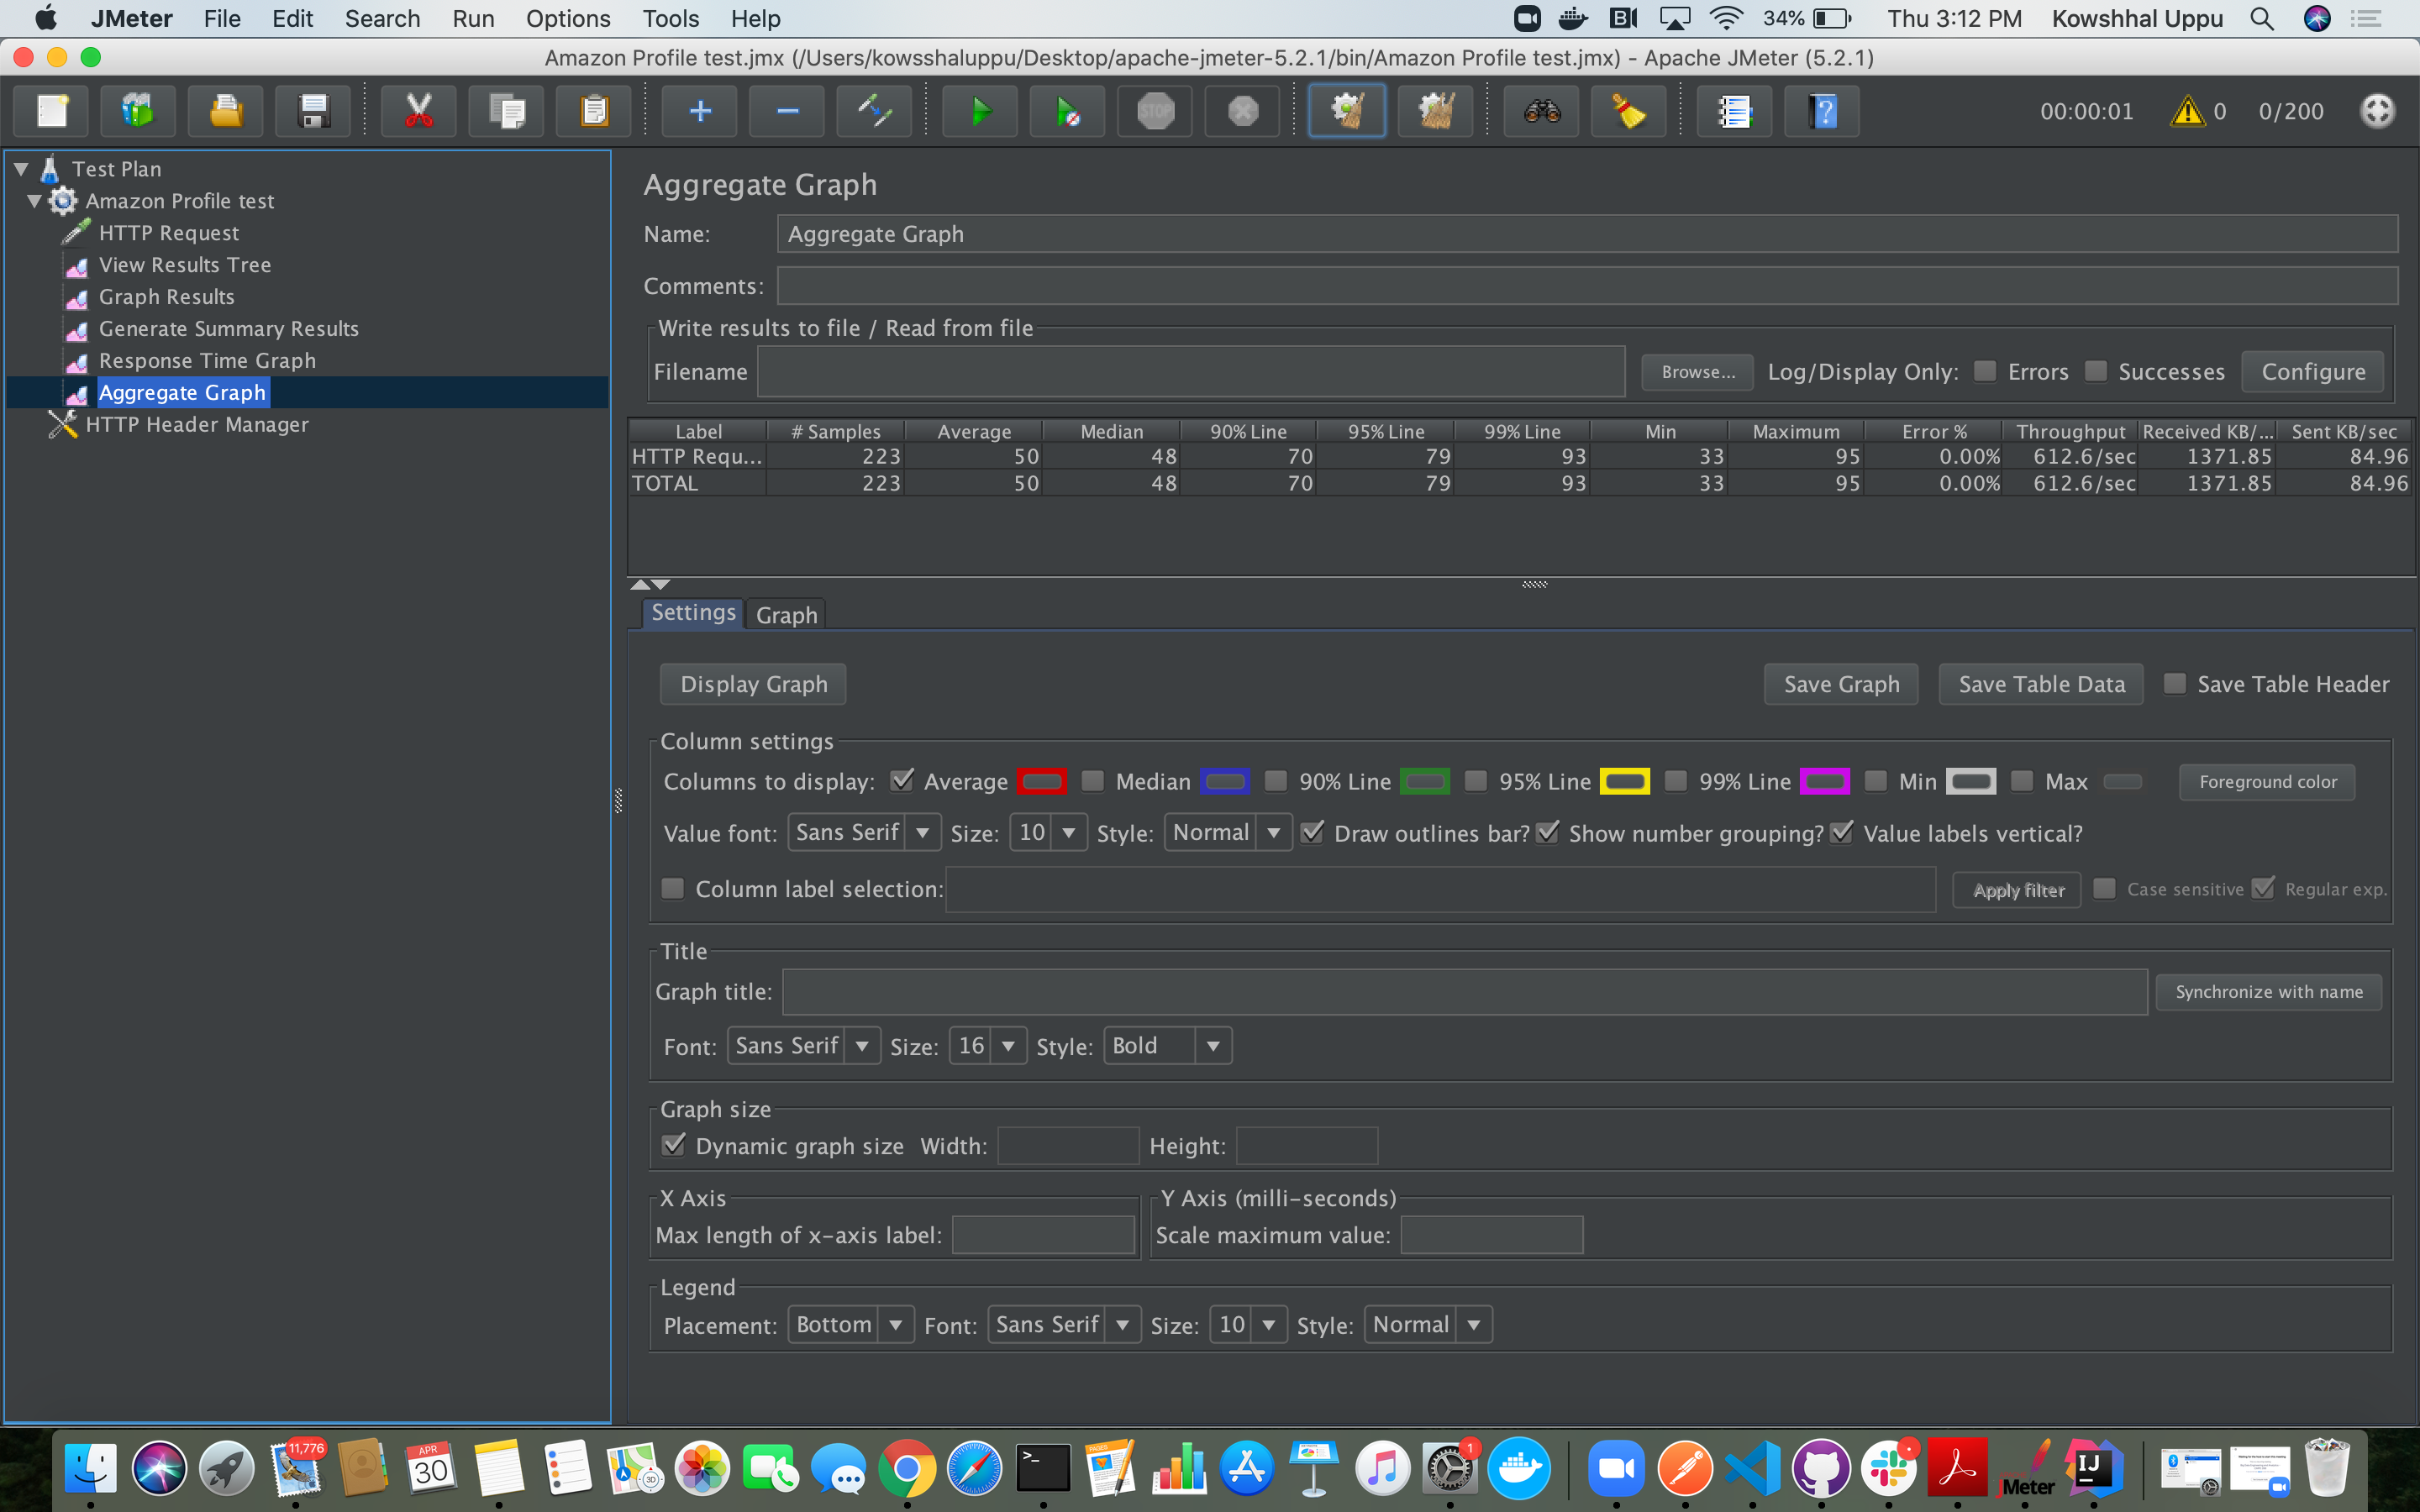 JMeter File Edit Search Run Options Tools Help 34% Thu 3:12 PM Kowshhal Uppu
Amazon Profile test.jmx (/Users/kowsshaluppu/Desktop/apache-jmeter-5.2.1/bin/Amazon Profile test.jmx) - Apache JMeter (5.2.1)
STOP 00:00:01 0 0/200
Test Plan
Amazon Profile test
HTTP Request
View Results Tree
Graph Results
Generate Summary Results
Response Time Graph
Aggregate Graph
HTTP Header Manager
Aggregate Graph
Name: Aggregate Graph
Comments:
Write results to file / Read from file
Filename Browse... Log/Display Only: Errors Successes Configure
Label # Samples Average Median 90% Line 95% Line 99% Line Min Maximum Error % Throughput Received KB/... Sent KB/sec
HTTP Requ... 223 50 48 70 79 93 33 95 0.00% 612.6/sec 1371.85 84.96
TOTAL 223 50 48 70 79 93 33 95 0.00% 612.6/sec 1371.85 84.96
Settings Graph
Display Graph Save Graph Save Table Data Save Table Header
Column settings
Columns to display: Average Median 90% Line 95% Line 99% Line Min Max Foreground color
Value font: Sans Serif Size: 10 Style: Normal Draw outlines bar? Show number grouping? Value labels vertical?
Column label selection: Apply filter Case sensitive Regular exp.
Title
Graph title: Synchronize with name
Font: Sans Serif Size: 16 Style: Bold
Graph size
Dynamic graph size Width: Height:
X Axis Y Axis (milli-seconds)
Max length of x-axis label: Scale maximum value:
Legend
Placement: Bottom Font: Sans Serif Size: 10 Style: Normal
11,776 APR 30 3D >_ PAGES 1 Meter IJ